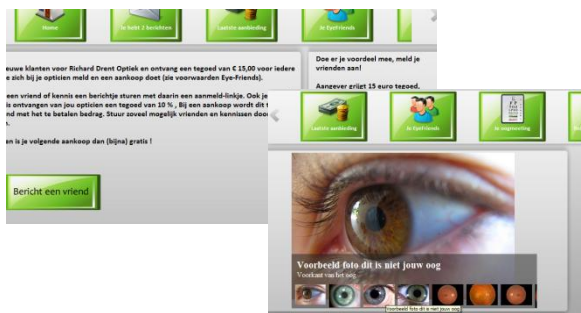 Home
Je hebt 2 berichten
Laatste aanbieding
Je EyeFriends
euwe klanten voor Richard Drent Optiek en ontvang een tegoed van € 15,00 voor iedere
e zich bij je opticien meld en een aankoop doet (zie voorwaarden Eye-Friends).
een vriend of kennis een berichtje sturen met daarin een aanmeld-linkje. Ook je
is ontvangen van jou opticien een tegoed van 10 % , Bij een aankoop wordt dit t
nd met het te betalen bedrag. Stuur zoveel mogelijk vrienden en kennissen door
n.
en is je volgende aankoop dan (bijna) gratis !
Bericht een vriend
Doe er je voordeel mee, meld je
vrienden aan!
Aangever krijgt 15 euro tegoed.
Laatste aanbieding
Je EyeFriends
Je oogmeting
Voorbeeld foto dit is niet jouw oog
Voorkant van het oog
Voorbeeld foto dit is niet jouw oog